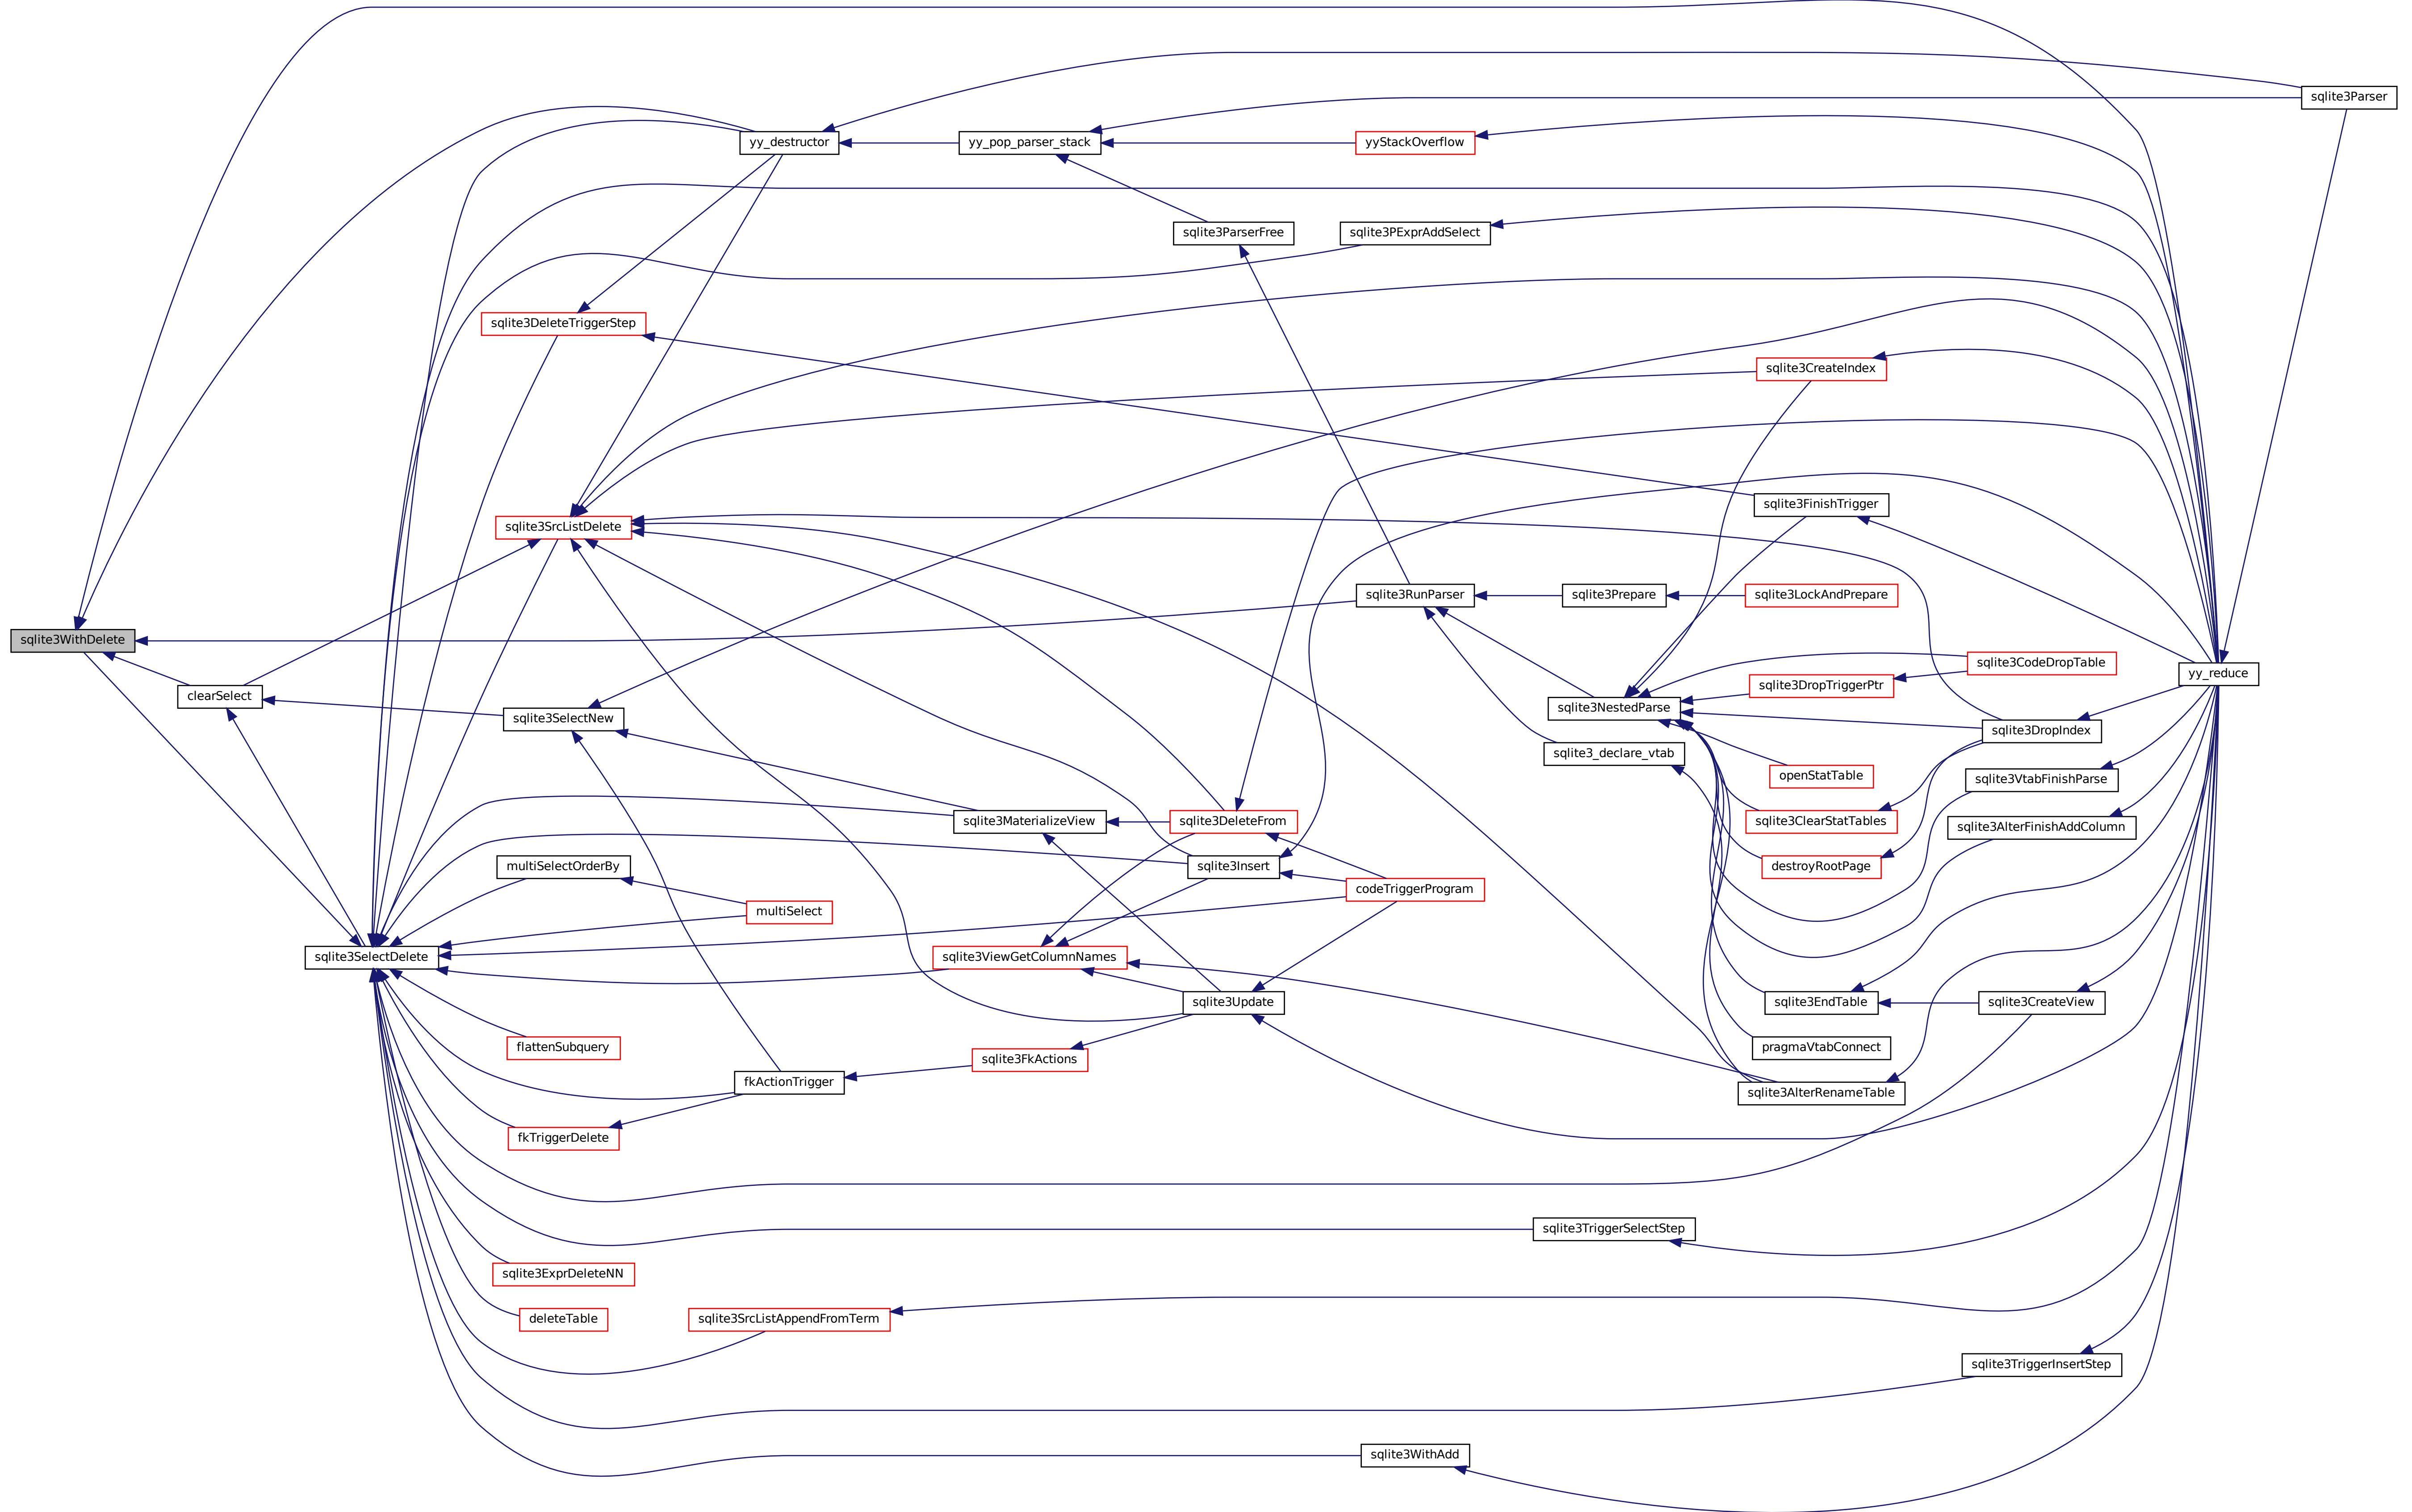 sqlite3Parser
yy_destructor
yy_pop_parser_stack
yyStackOverflow
sqlite3ParserFree
sqlite3PExprAddSelect
sqlite3DeleteTriggerStep
sqlite3CreateIndex
sqlite3FinishTrigger
sqlite3SrcListDelete
sqlite3RunParser
sqlite3Prepare
sqlite3LockAndPrepare
sqlite3WithDelete
sqlite3CodeDropTable
yy_reduce
clearSelect
sqlite3DropTriggerPtr
sqlite3NestedParse
sqlite3SelectNew
sqlite3DropIndex
sqlite3_declare_vtab
openStatTable
sqlite3VtabFinishParse
sqlite3MaterializeView
sqlite3DeleteFrom
sqlite3ClearStatTables
sqlite3AlterFinishAddColumn
multiSelectOrderBy
sqlite3Insert
destroyRootPage
codeTriggerProgram
multiSelect
sqlite3SelectDelete
sqlite3ViewGetColumnNames
sqlite3Update
sqlite3EndTable
sqlite3CreateView
flattenSubquery
pragmaVtabConnect
sqlite3FkActions
fkActionTrigger
sqlite3AlterRenameTable
fkTriggerDelete
sqlite3TriggerSelectStep
sqlite3ExprDeleteNN
deleteTable
sqlite3SrcListAppendFromTerm
sqlite3TriggerInsertStep
sqlite3WithAdd